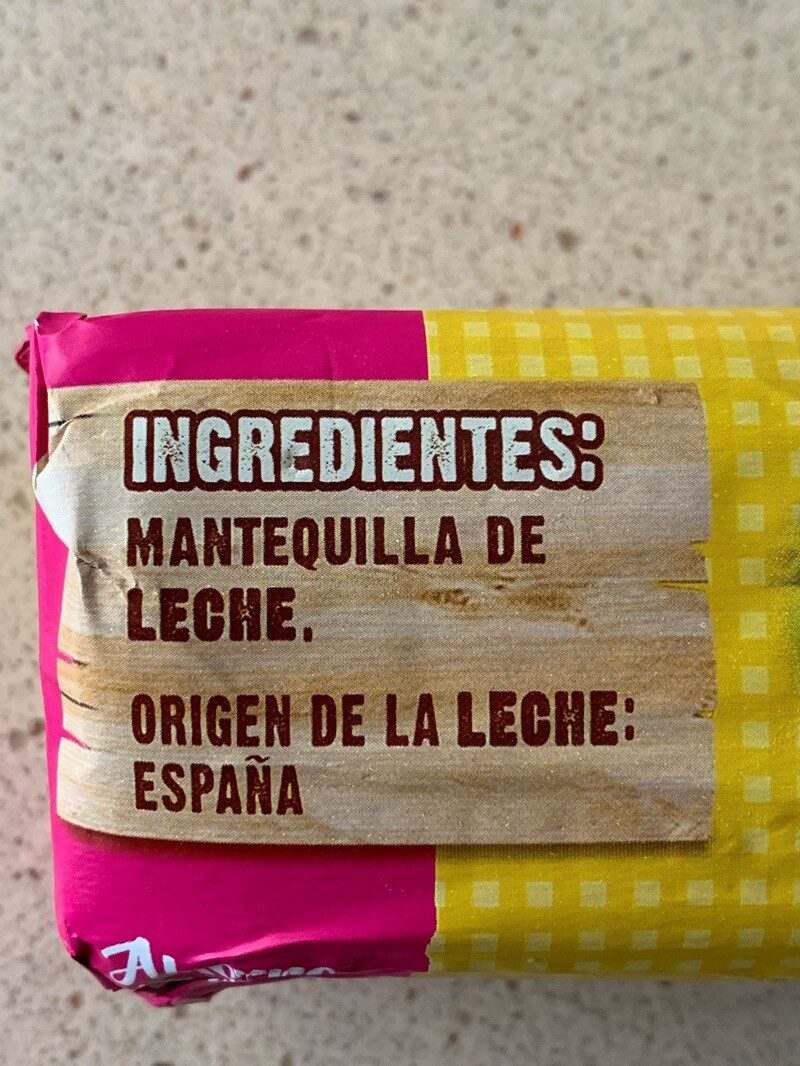 INGREDIENTES:
MANTEQUILLA DE
LECHE.
ORIGEN DE LA LECHE:
ESPAÑA